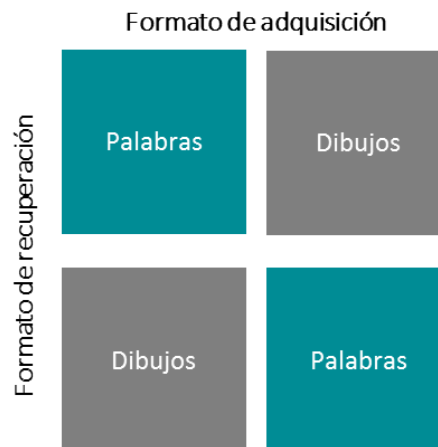 Formato de adquisición
Formato de recuperación
Palabras
Dibujos
Dibujos
Palabras